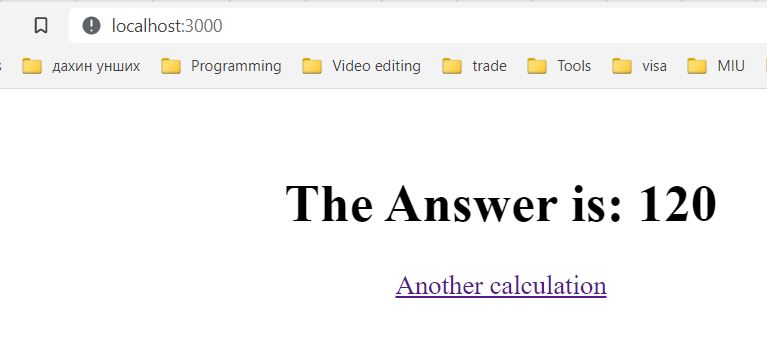 localhost:3000
дахин унших Programming Video editing trade Tools visa MIU
The Answer is: 120
Another calculation